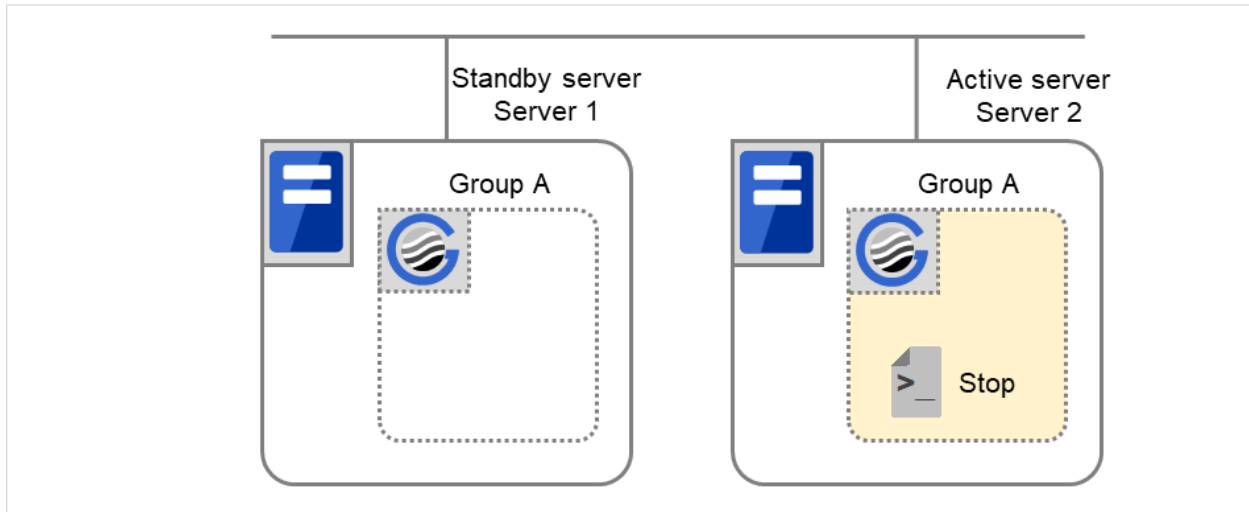 Standby server
Server 1
Active server
Server 2
Group A
Group A
>_
Stop